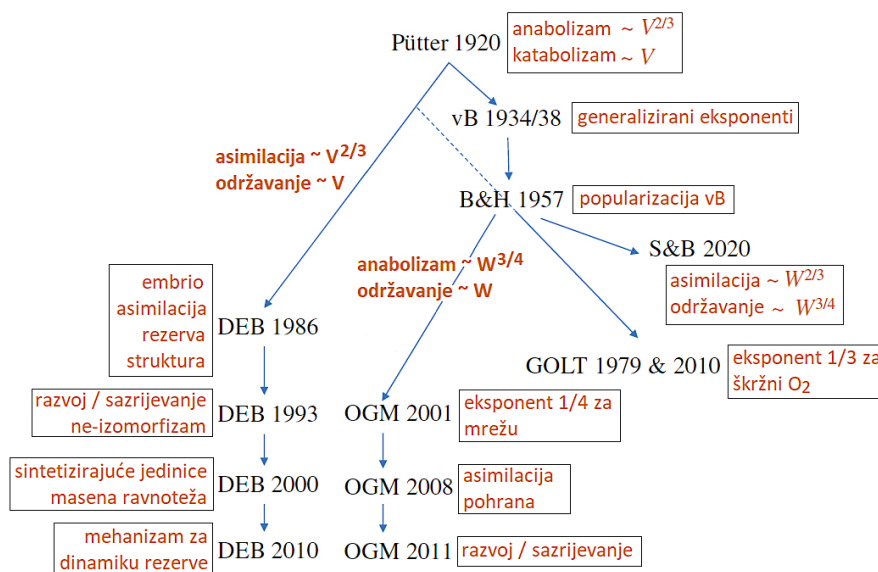 Pütter 1920
anabolizam ~ V^2/3
katabolizam ~ V
vB 1934/38
generalizirani eksponenti
asimilacija ~ V^2/3
održavanje ~ V
B&H 1957
popularizacija vB
S&B 2020
asimilacija ~ W^2/3
održavanje ~ W^3/4
anabolizam ~ W^3/4
održavanje ~ W
embrio
asimilacija
rezerva
struktura
DEB 1986
GOLT 1979 & 2010
eksponent 1/3 za
škržni O₂
razvoj / sazrijevanje
ne-izomorfizam
DEB 1993
OGM 2001
eksponent 1/4 za
mrežu
sintetizirajuće jedinice
masena ravnoteža
DEB 2000
OGM 2008
asimilacija
pohrana
mehanizam za
dinamiku rezerve
DEB 2010
OGM 2011
razvoj / sazrijevanje